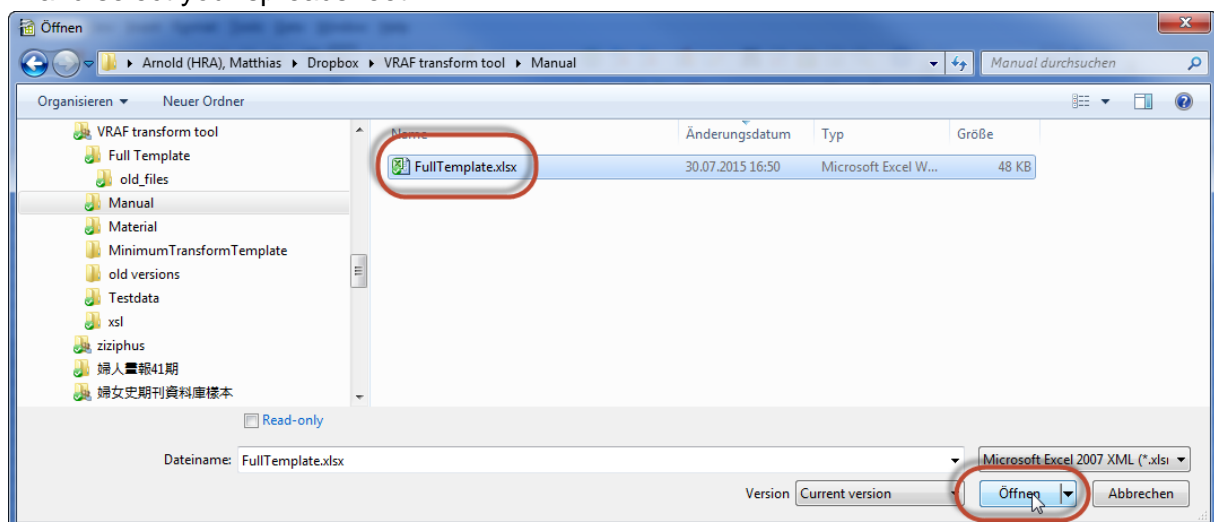 Öffnen
Arnold (HRA), Matthias ▸ Dropbox ▸ VRAF transform tool ▸ Manual
Manual durchsuchen
Organisieren
Neuer Ordner
VRAF transform tool
Full Template
old_files
Manual
Material
MinimumTransformTemplate
old versions
Testdata
xsl
ziziphus
婦人畫報41期
婦女史期刊資料庫樣本
Name Änderungsdatum Typ Größe
FullTemplate.xlsx 30.07.2015 16:50 Microsoft Excel W... 48 KB
Read-only
Dateiname: FullTemplate.xlsx
Microsoft Excel 2007 XML (*.xlsx
Version Current version
Öffnen
Abbrechen